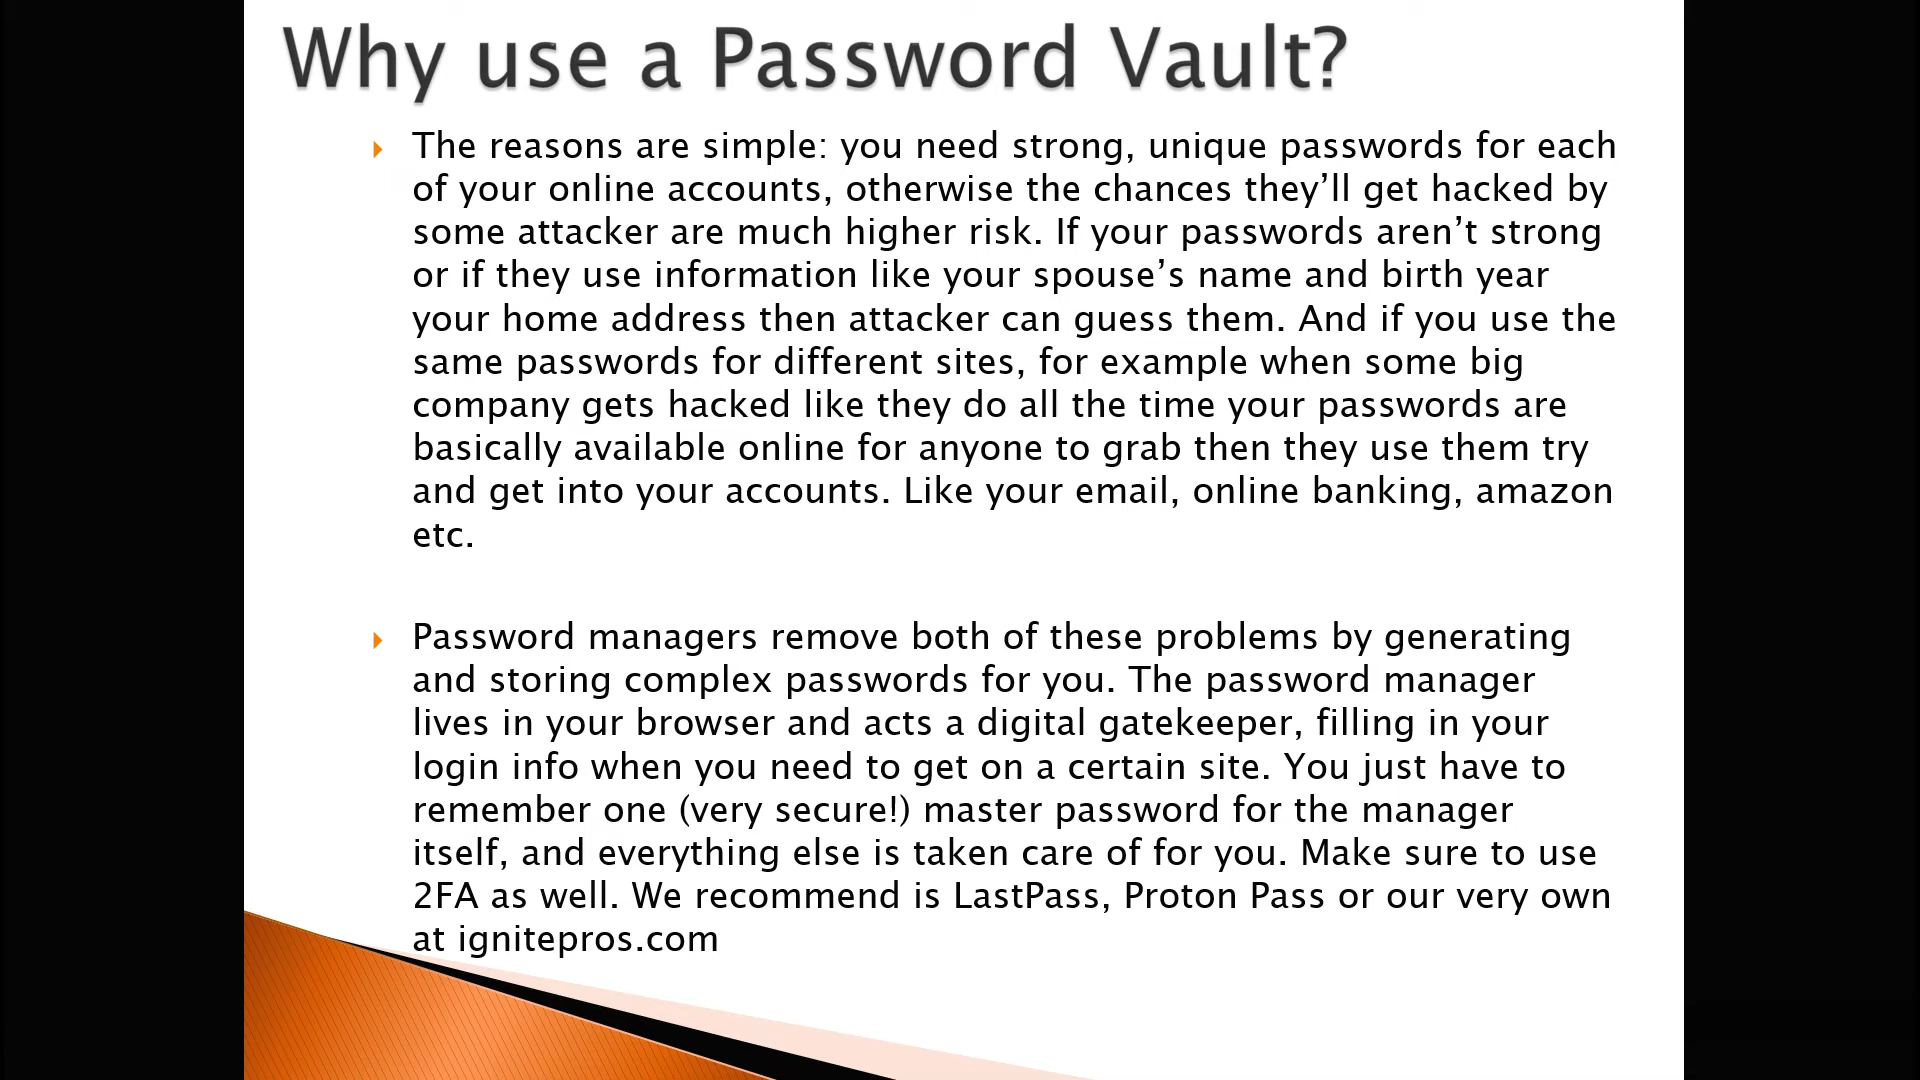 Why use a Password Vault?
The reasons are simple: you need strong, unique passwords for each
of your online accounts, otherwise the chances they’ll get hacked by
some attacker are much higher risk. If your passwords aren’t strong
or if they use information like your spouse’s name and birth year
your home address then attacker can guess them. And if you use the
same passwords for different sites, for example when some big
company gets hacked like they do all the time your passwords are
basically available online for anyone to grab then they use them try
and get into your accounts. Like your email, online banking, amazon
etc.
Password managers remove both of these problems by generating
and storing complex passwords for you. The password manager
lives in your browser and acts a digital gatekeeper, filling in your
login info when you need to get on a certain site. You just have to
remember one (very secure!) master password for the manager
itself, and everything else is taken care of for you. Make sure to use
2FA as well. We recommend is LastPass, Proton Pass or our very own
at ignitepros.com